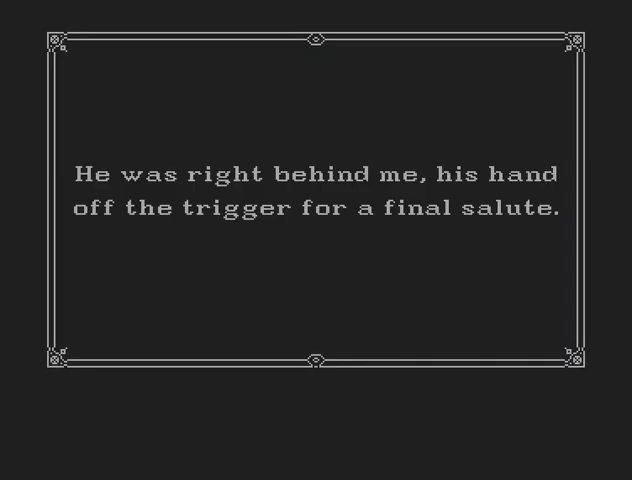 He was right behind me, his hand
off the trigger for a final salute.